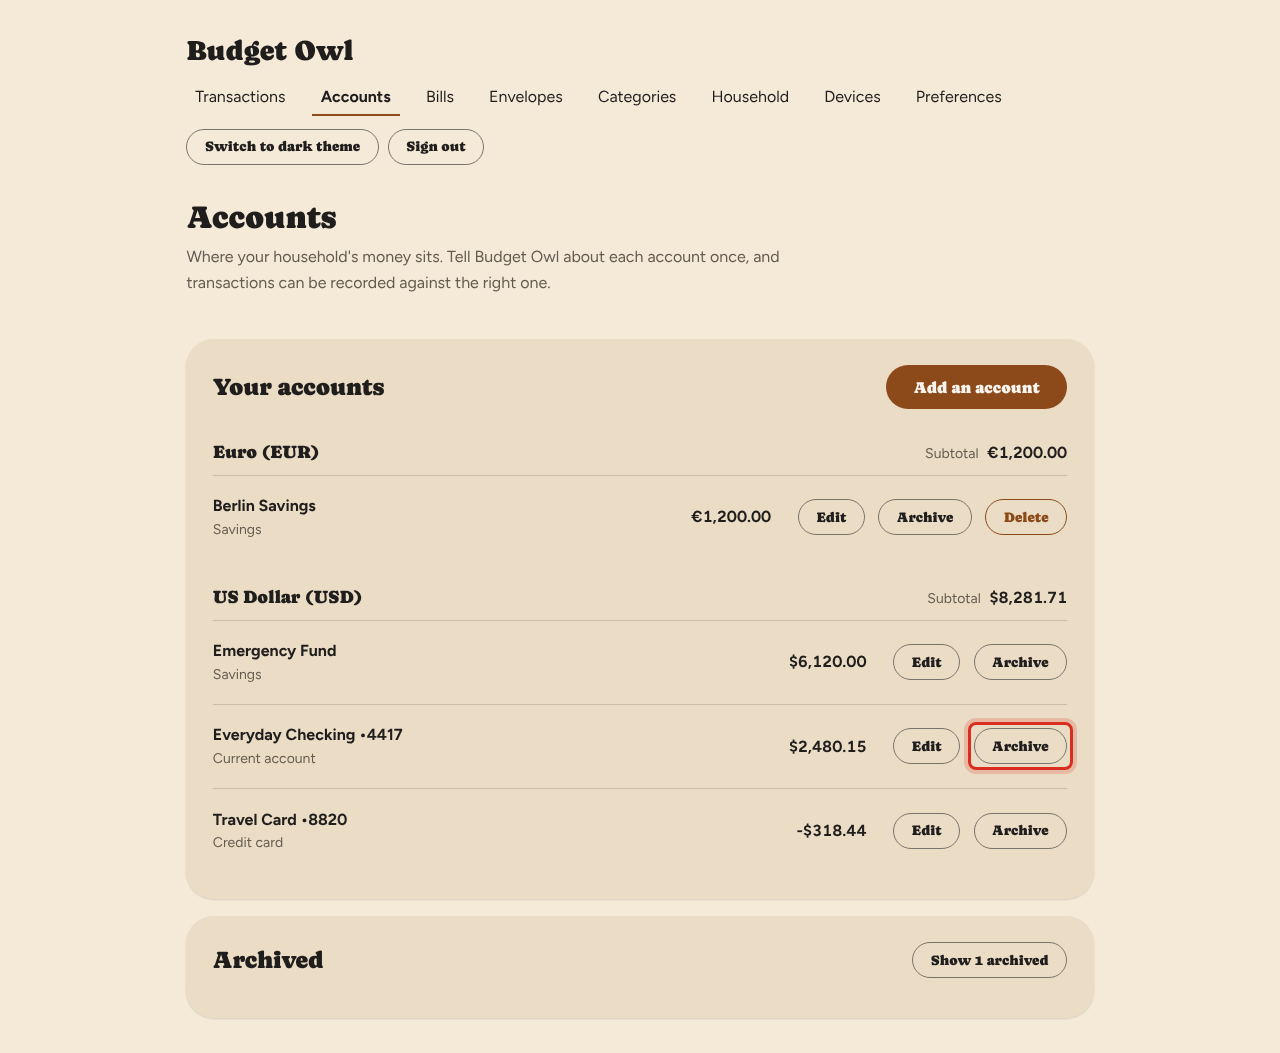 Budget Owl
Transactions Accounts Bills Envelopes Categories Household Devices Preferences
Switch to dark theme Sign out
Accounts
Where your household's money sits. Tell Budget Owl about each account once, and
transactions can be recorded against the right one.
Your accounts Add an account
Euro (EUR) Subtotal €1,200.00
Berlin Savings
Savings
€1,200.00 Edit Archive Delete
US Dollar (USD) Subtotal $8,281.71
Emergency Fund
Savings
$6,120.00 Edit Archive
Everyday Checking •4417
Current account
$2,480.15 Edit Archive
Travel Card •8820
Credit card
-$318.44 Edit Archive
Archived Show 1 archived